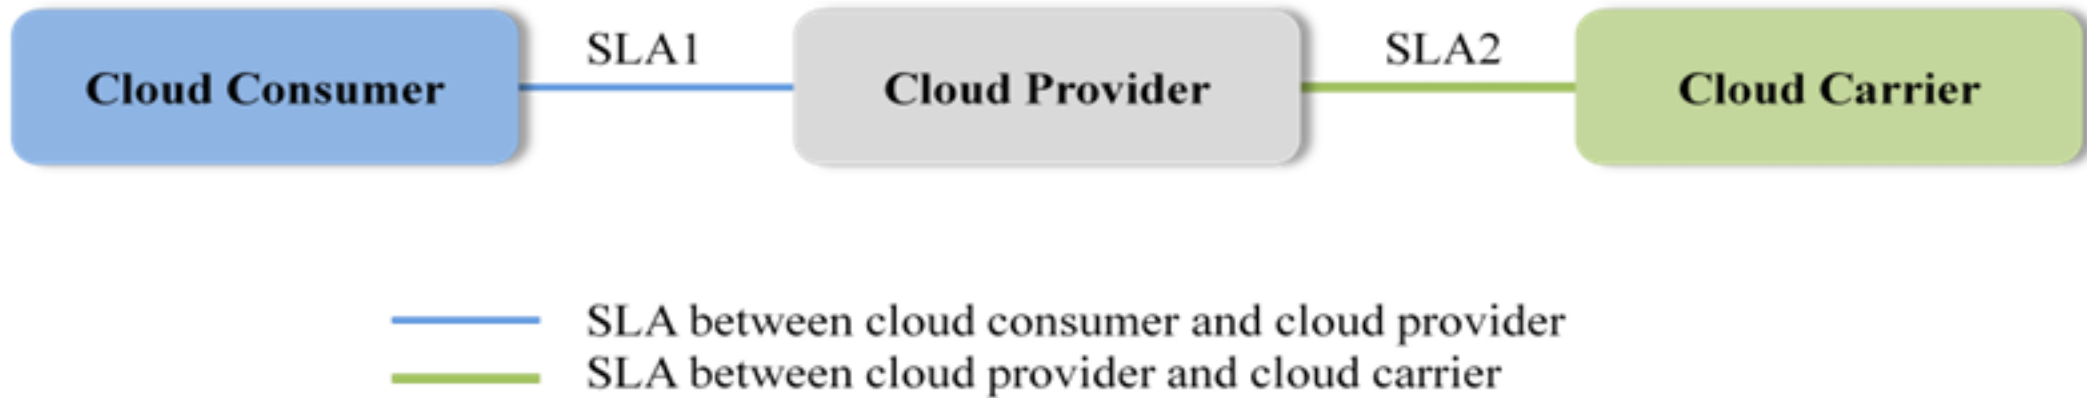 SLA1
SLA2
Cloud Consumer
Cloud Provider
Cloud Carrier
SLA between cloud consumer and cloud provider
SLA between cloud provider and cloud carrier